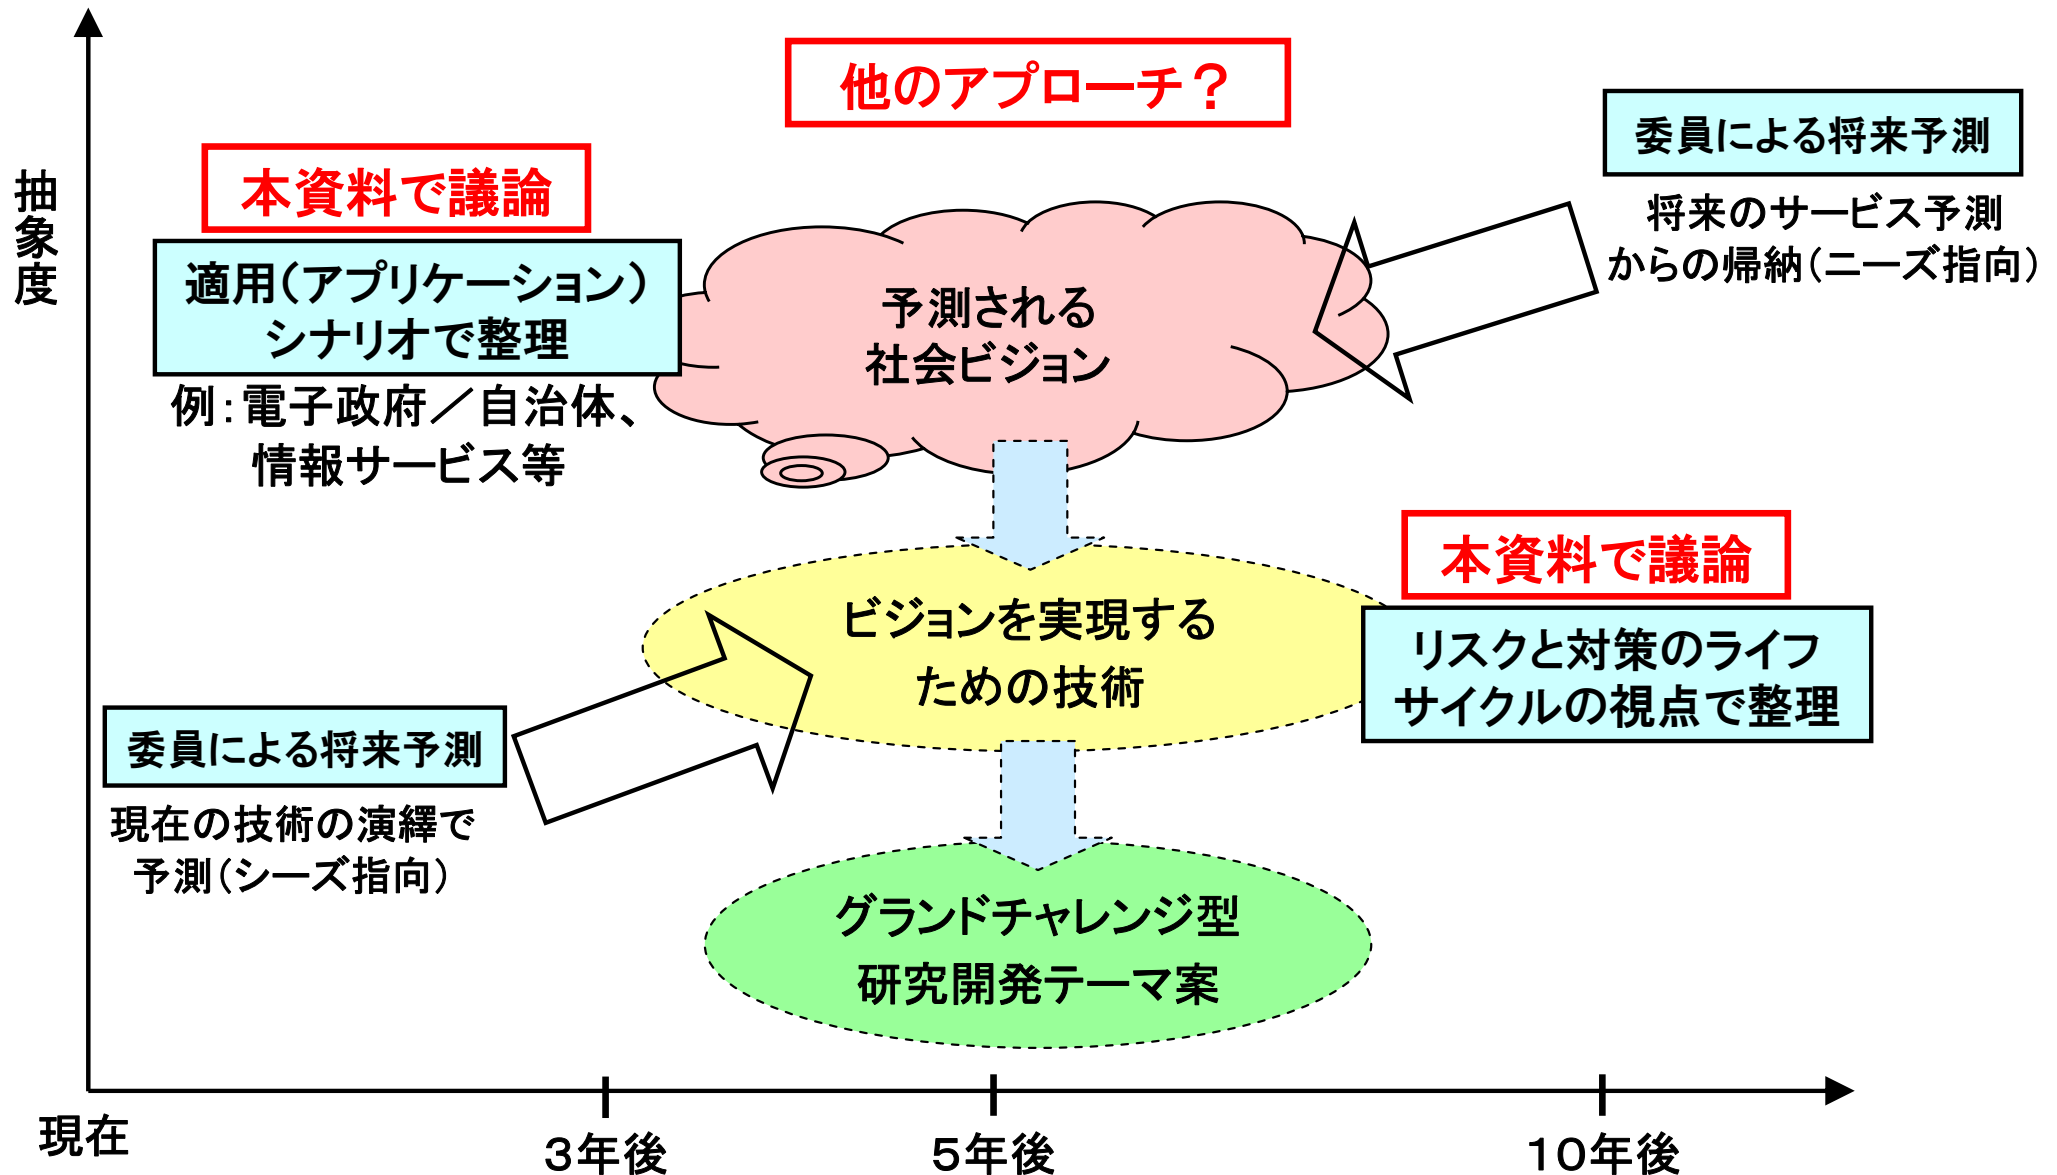 他のアプローチ？
委員による将来予測
将来のサービス予測
からの帰納（ニーズ指向）
抽象度
本資料で議論
適用（アプリケーション）
シナリオで整理
例：電子政府／自治体、
情報サービス等
予測される
社会ビジョン
本資料で議論
リスクと対策のライフ
サイクルの視点で整理
ビジョンを実現する
ための技術
委員による将来予測
現在の技術の演繹で
予測（シーズ指向）
グランドチャレンジ型
研究開発テーマ案
現在
３年後
５年後
１０年後